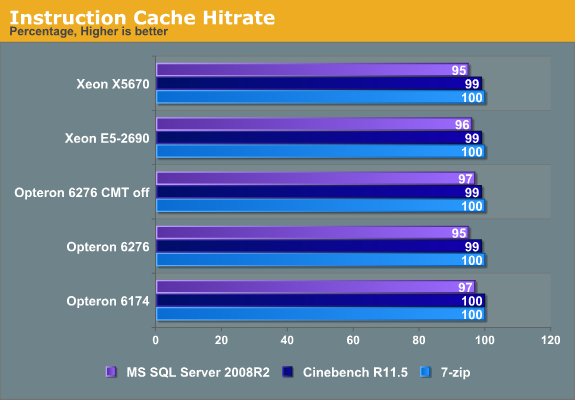 Instruction Cache Hitrate
Percentage, Higher is better
Xeon X5670
95
99
100
Xeon E5-2690
96
99
100
Opteron 6276 CMT off
97
99
100
Opteron 6276
95
99
100
Opteron 6174
97
100
100
0 20 40 60 80 100 120
MS SQL Server 2008R2 Cinebench R11.5 7-zip